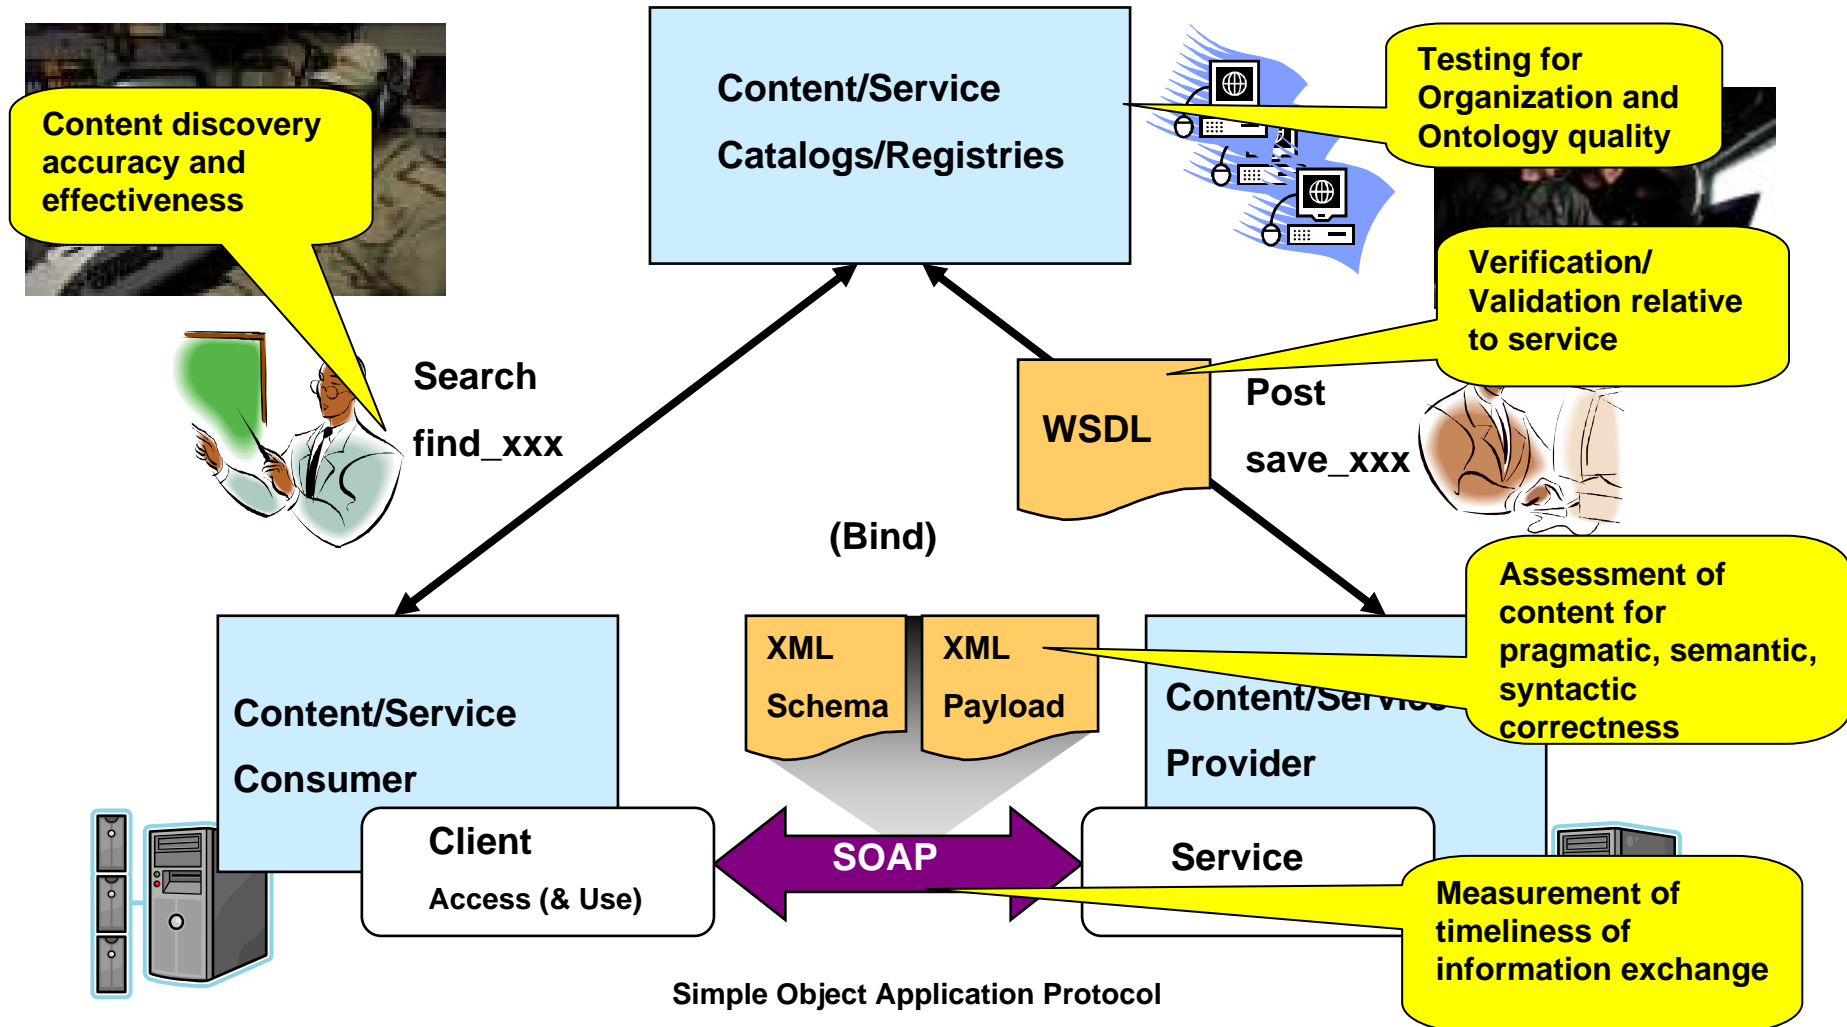 Content/Service
Catalogs/Registries
Testing for
Organization and
Ontology quality
Content discovery
accuracy and
effectiveness
Verification/
Validation relative
to service
Search
find_xxx
WSDL
Post
save_xxx
(Bind)
Assessment of
content for
pragmatic, semantic,
syntactic
correctness
XML
Schema
XML
Payload
Content/Service
Consumer
Content/Service
Provider
Client
Access (& Use)
SOAP
Service
Measurement of
timeliness of
information exchange
Simple Object Application Protocol